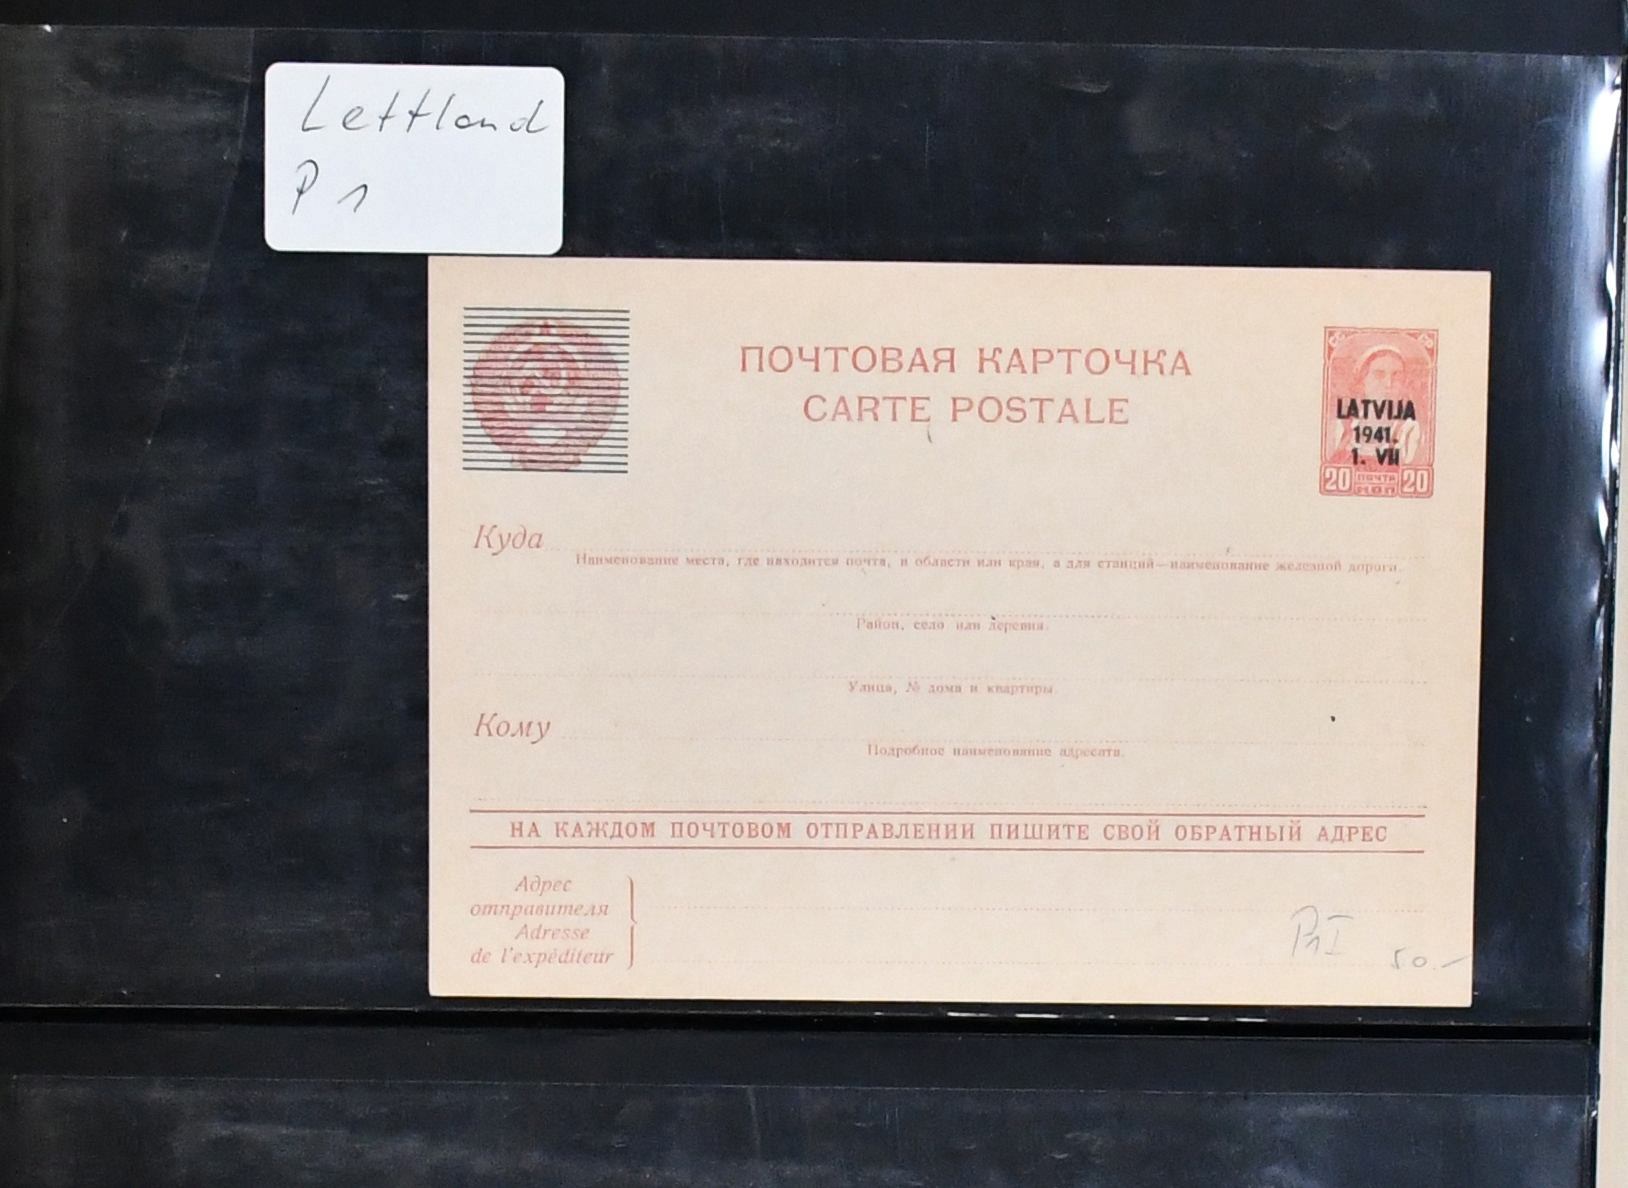 Lettland
P 1
ПОЧТОВАЯ КАРТОЧКА
CARTE POSTALE
LATVIJA
1941.
1. VII
20 ПОЧТА 20
КОП
Куда
Наименование места, где находится почта, и области или края, а для станций—наименование железной дороги.
Район, село или деревня.
Улица, № дома и квартиры.
Кому
Подробное наименование адресата.
НА КАЖДОМ ПОЧТОВОМ ОТПРАВЛЕНИИ ПИШИТЕ СВОЙ ОБРАТНЫЙ АДРЕС
Адрес
отправителя
Adresse
de l'expéditeur
P1I
50.—